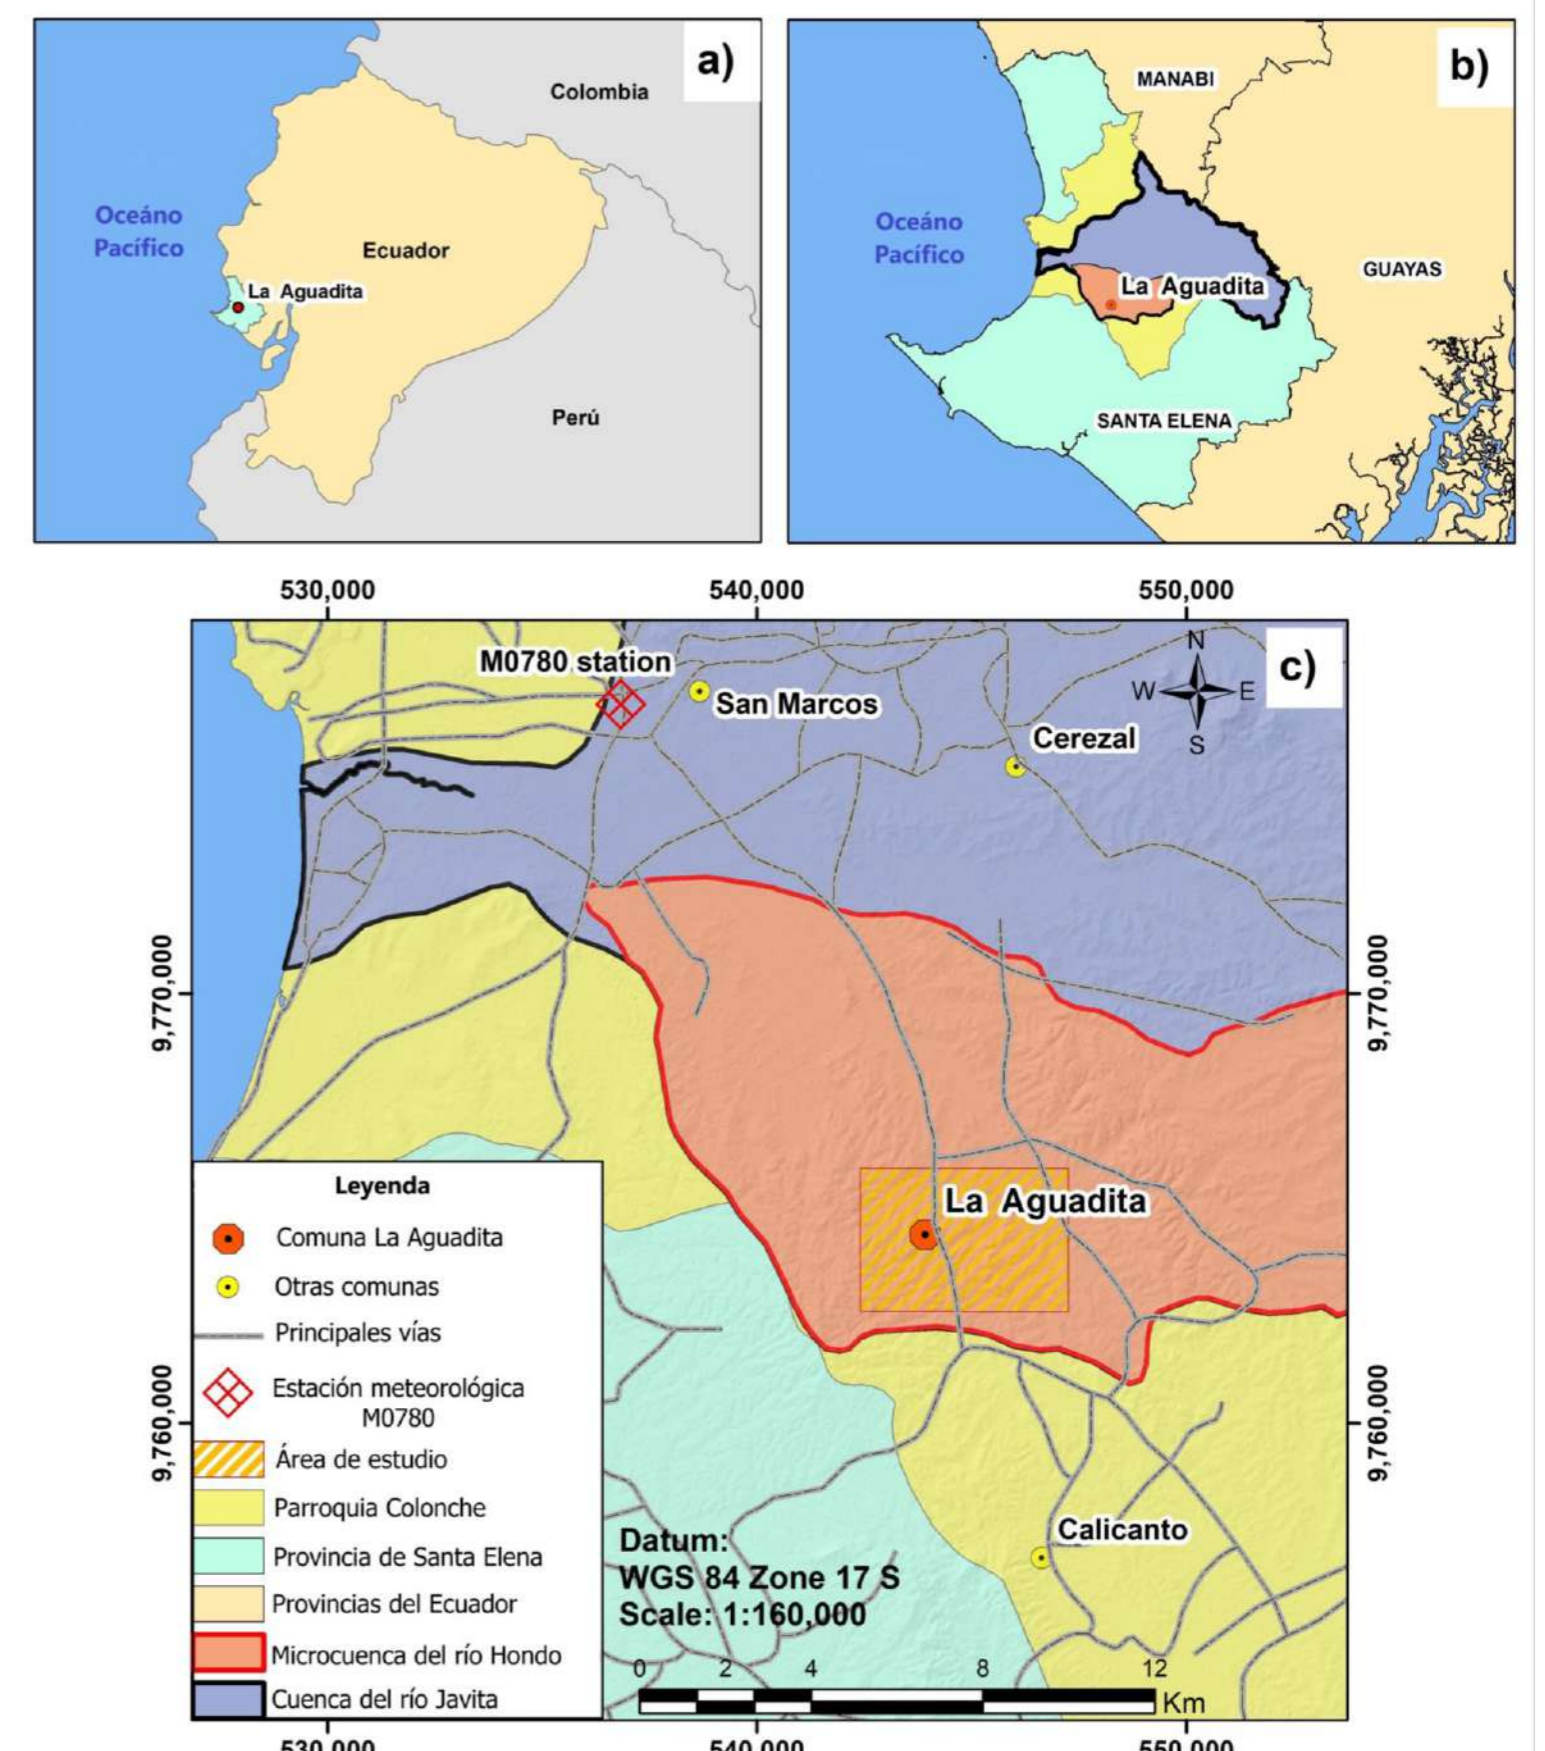 a)
Colombia
Oceáno
Pacífico
Ecuador
La Aguadita
Perú
b)
MANABI
Oceáno
Pacífico
GUAYAS
La Aguadita
SANTA ELENA
530,000 540,000 550,000
c)
N
W E
S
M0780 station
San Marcos
Cerezal
9,770,000
9,770,000
La Aguadita
Leyenda
Comuna La Aguadita
Otras comunas
Principales vías
Estación meteorológica
M0780
Área de estudio
Parroquia Colonche
Provincia de Santa Elena
Provincias del Ecuador
Microcuenca del río Hondo
Cuenca del río Javita
9,760,000
9,760,000
Calicanto
Datum:
WGS 84 Zone 17 S
Scale: 1:160,000
0 2 4 8 12
Km
530,000 540,000 550,000